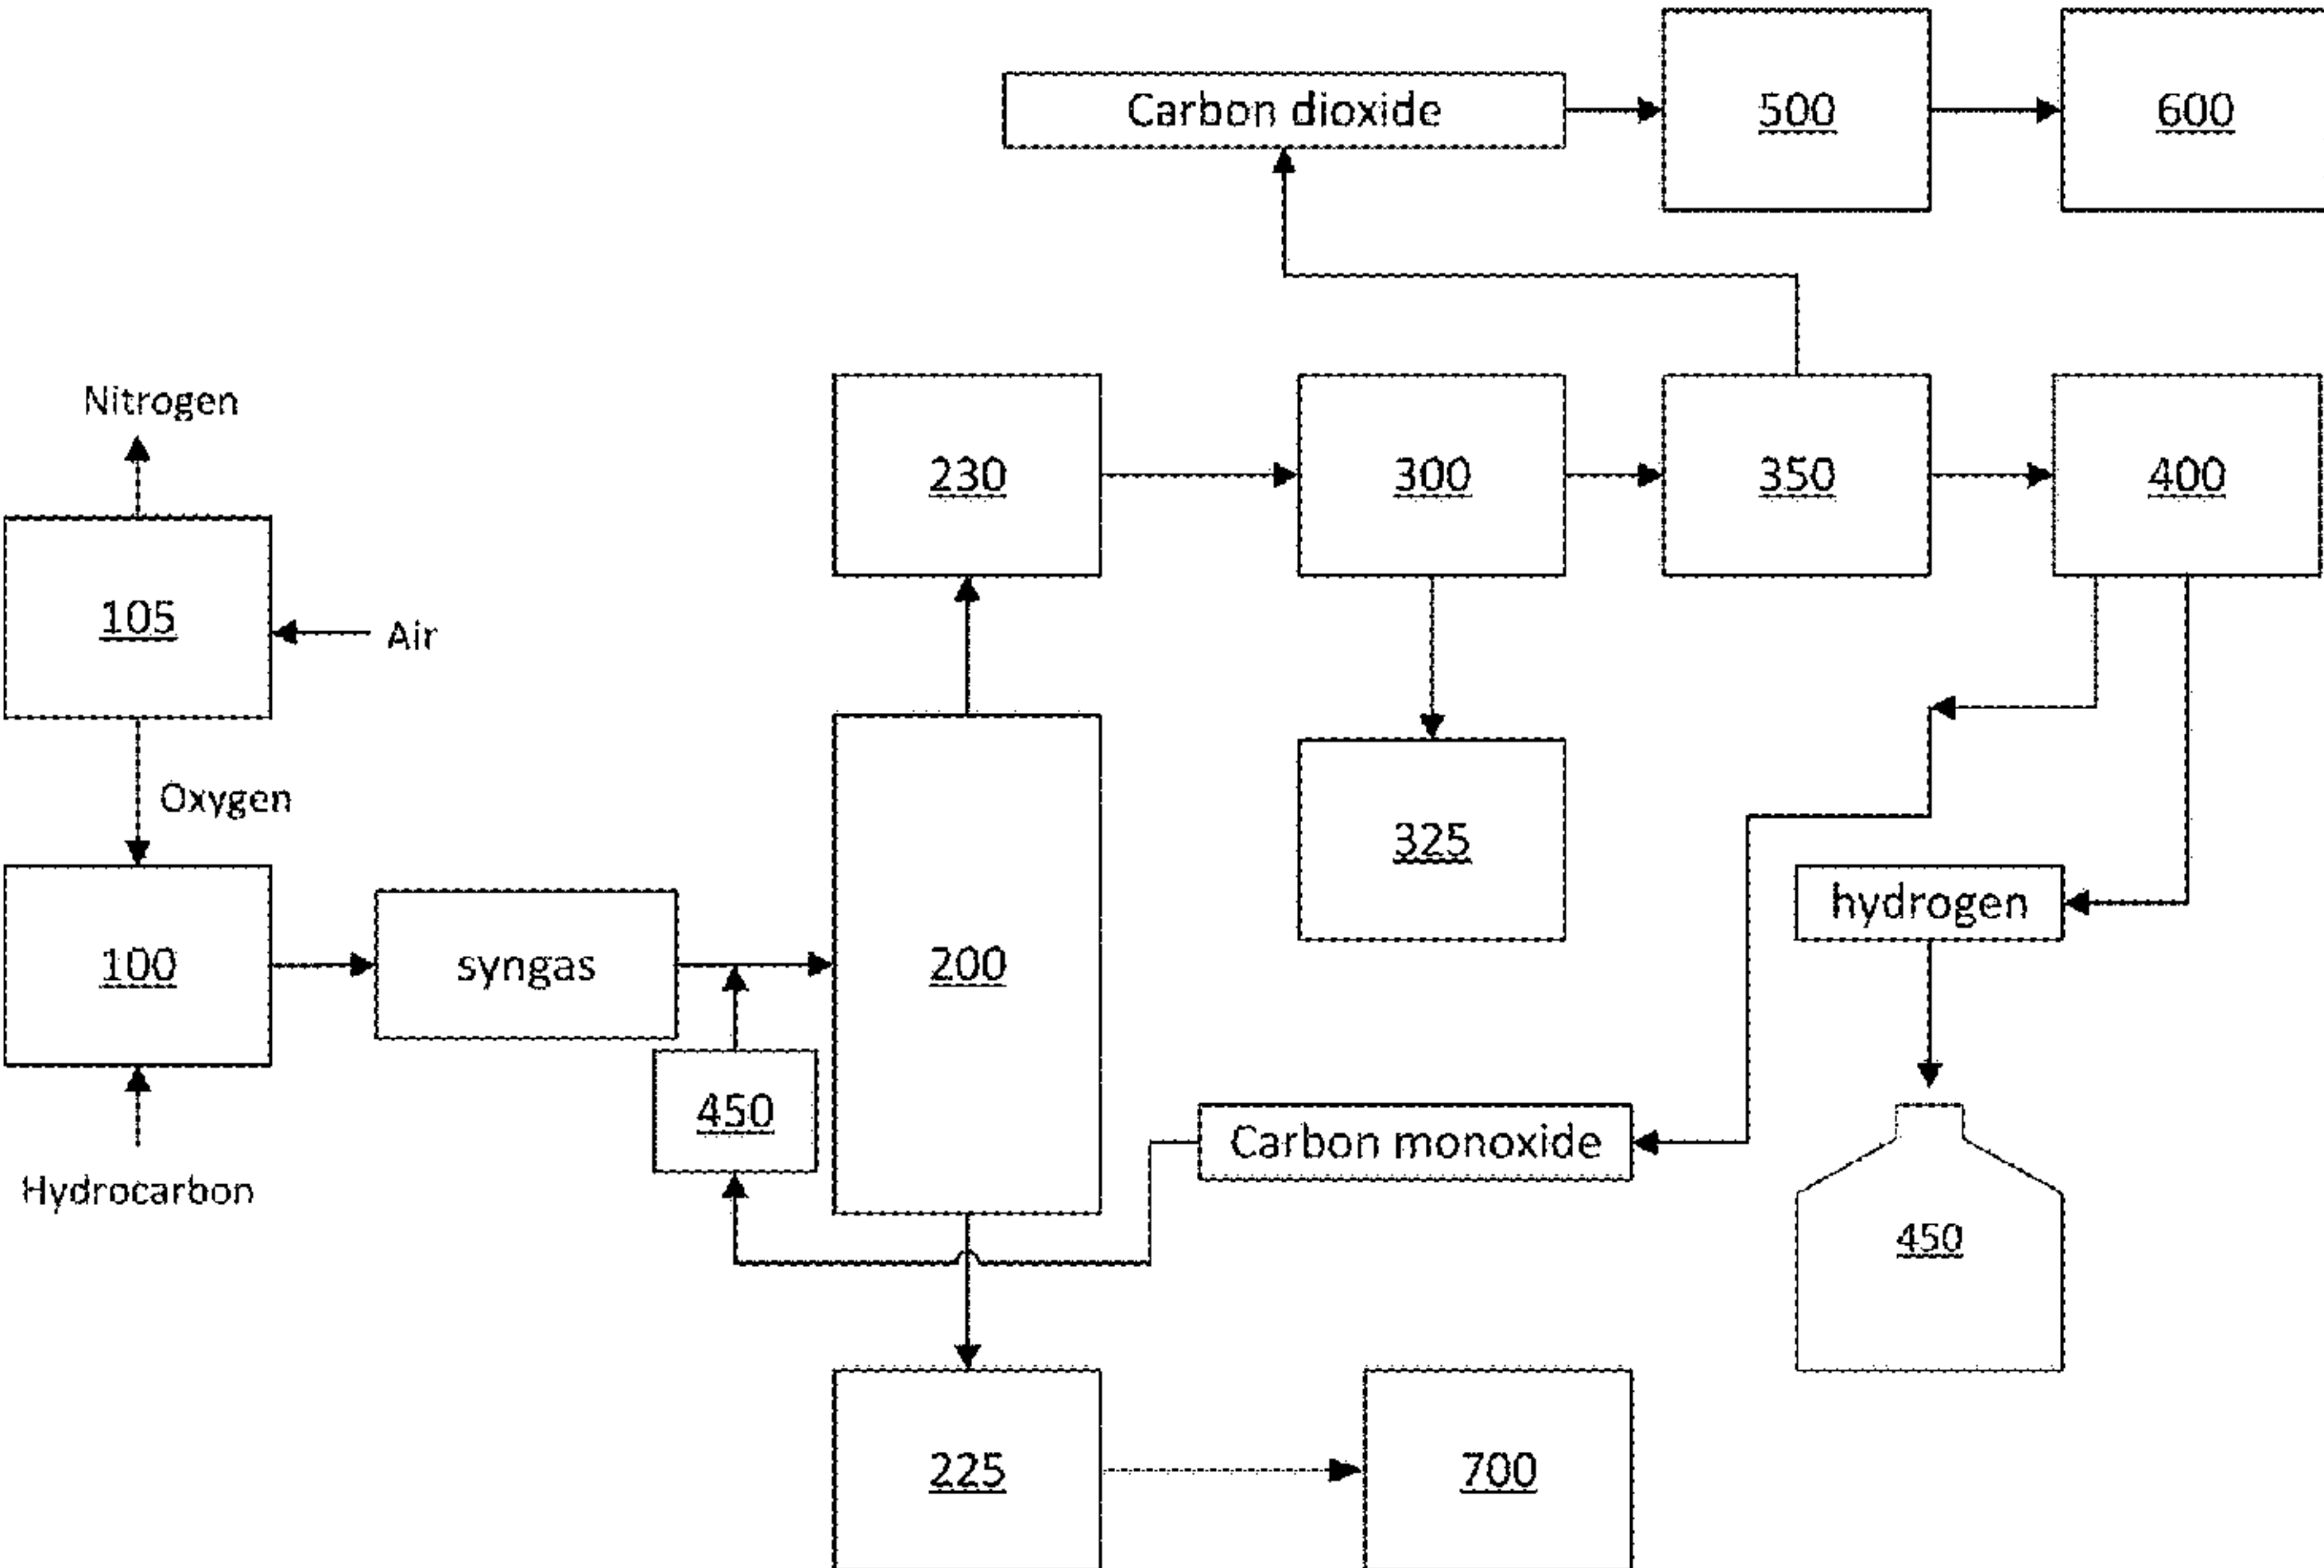 Carbon dioxide
500
600
Nitrogen
230
300
350
400
105
Air
Oxygen
325
hydrogen
100
syngas
200
450
Carbon monoxide
Hydrocarbon
450
225
700